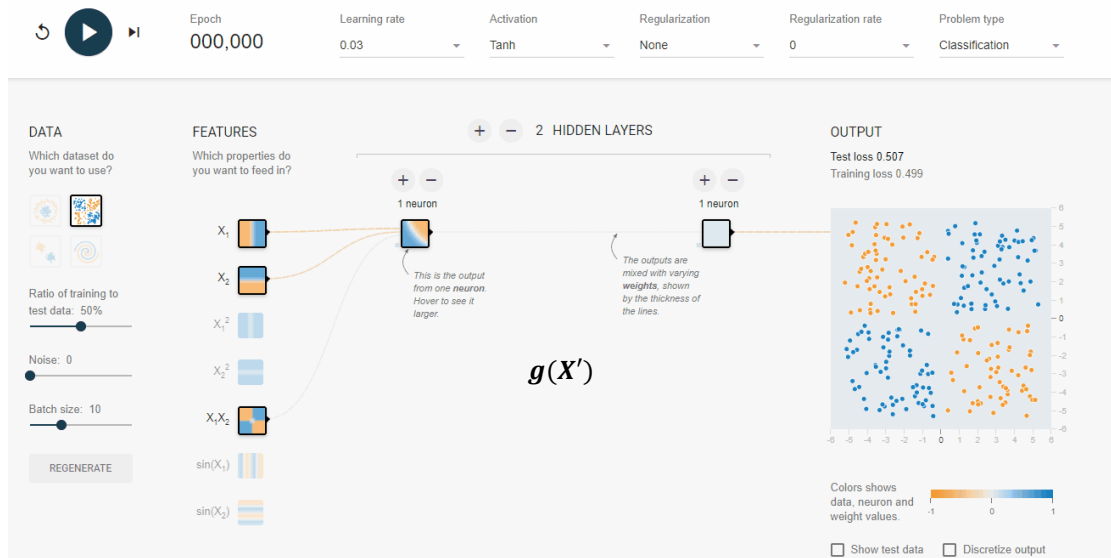 Epoch
000,000
Learning rate
0.03
Activation
Tanh
Regularization
None
Regularization rate
0
Problem type
Classification
DATA
Which dataset do
you want to use?
Ratio of training to
test data: 50%
Noise: 0
Batch size: 10
REGENERATE
FEATURES
Which properties do
you want to feed in?
X₁
X₂
X₁²
X₂²
X₁X₂
sin(X₁)
sin(X₂)
+ − 2 HIDDEN LAYERS
+ −
1 neuron
This is the output
from one neuron.
Hover to see it
larger.
+ −
1 neuron
The outputs are
mixed with varying
weights, shown
by the thickness of
the lines.
g(X′)
OUTPUT
Test loss 0.507
Training loss 0.499
6
5
4
3
2
1
0
-1
-2
-3
-4
-5
-6
-6 -5 -4 -3 -2 -1 0 1 2 3 4 5 6
Colors shows
data, neuron and
weight values.
-1 0 1
Show test data
Discretize output